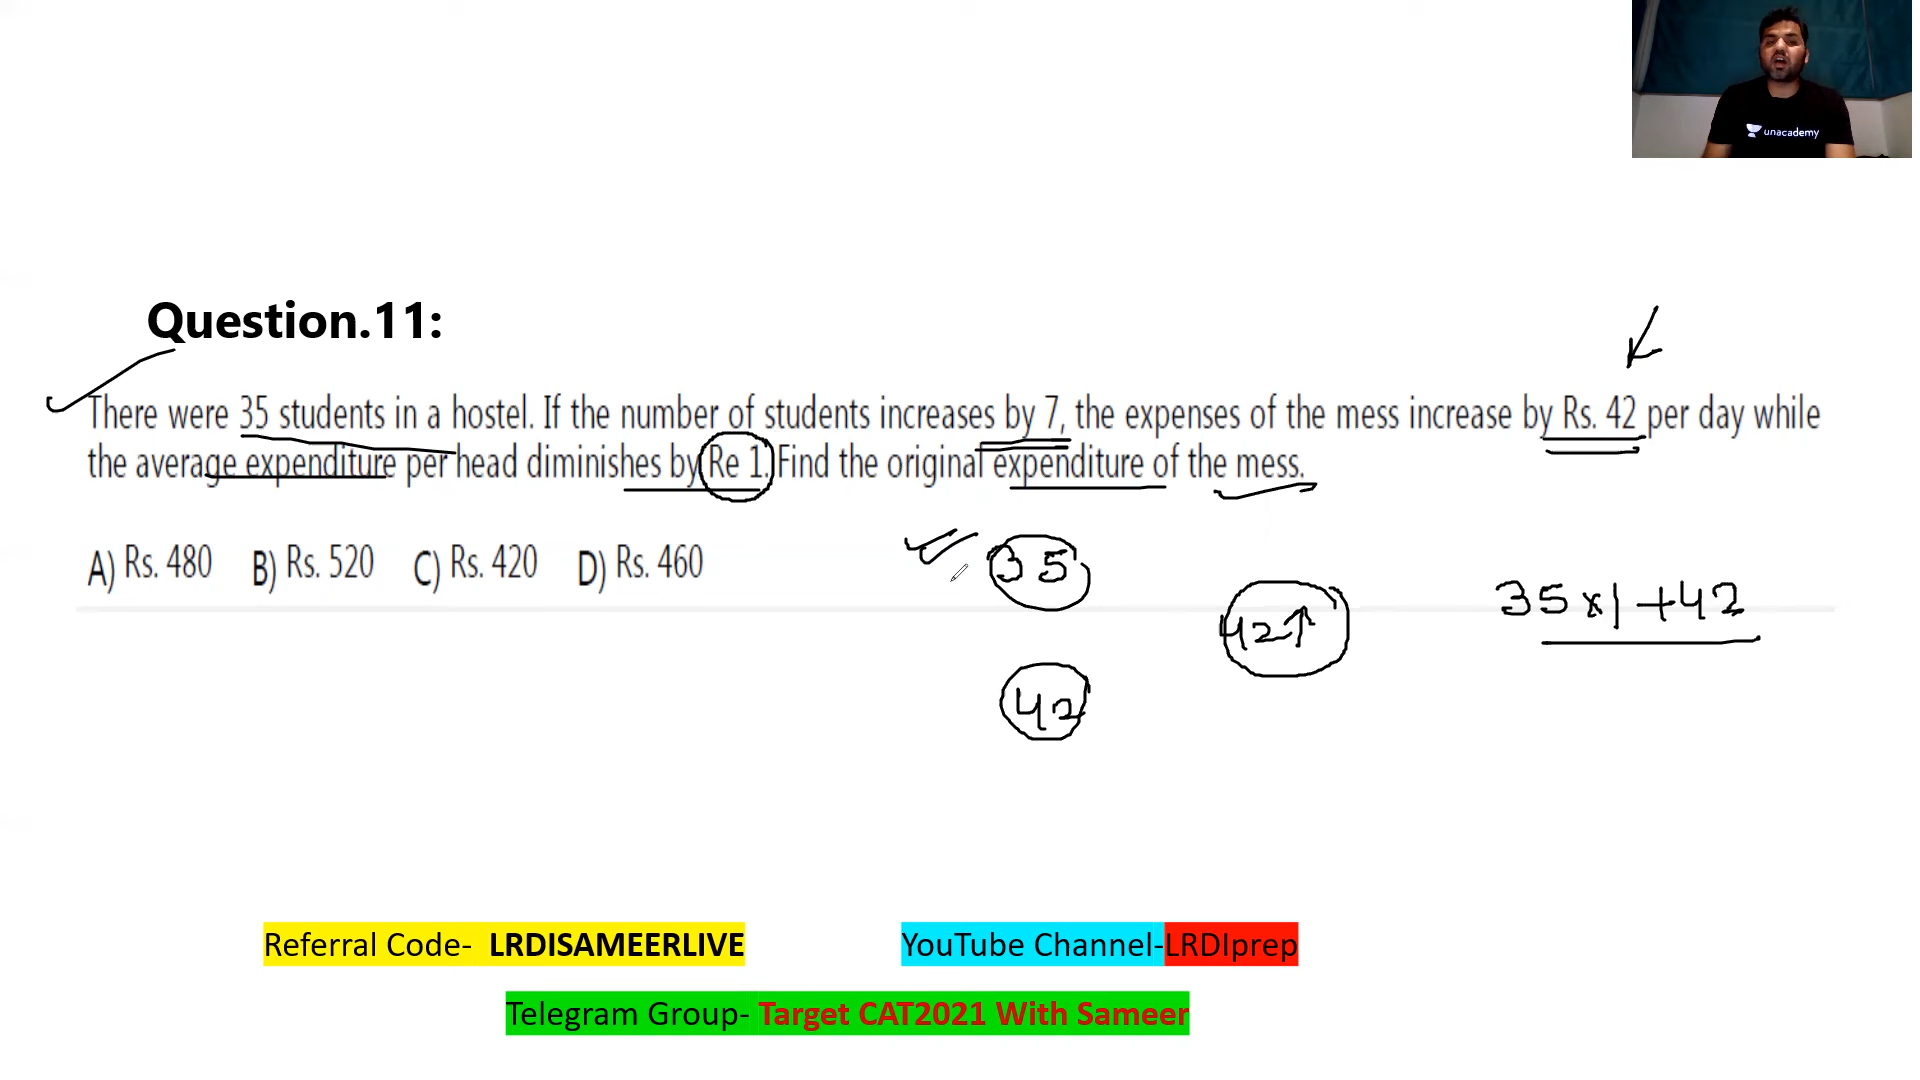 unacademy
Question.11:
There were 35 students in a hostel. If the number of students increases by 7, the expenses of the mess increase by Rs. 42 per day while
the average expenditure per head diminishes by Re 1. Find the original expenditure of the mess.
A) Rs. 480 B) Rs. 520 C) Rs. 420 D) Rs. 460
35
42↑
35×1+42
42
Referral Code- LRDISAMEERLIVE
YouTube Channel-LRDIprep
Telegram Group- Target CAT2021 With Sameer